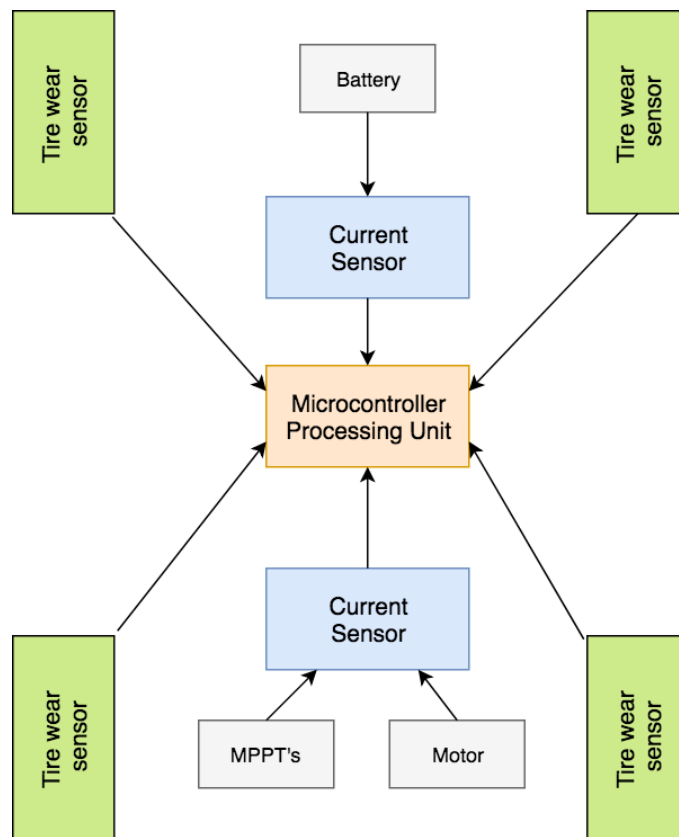 Tire wear
sensor
Battery
Tire wear
sensor
Current
Sensor
Microcontroller
Processing Unit
Current
Sensor
Tire wear
sensor
MPPT's
Motor
Tire wear
sensor